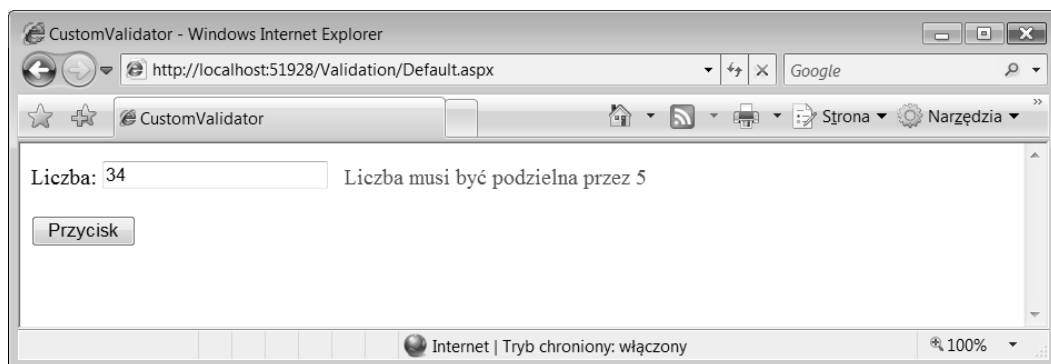 CustomValidator - Windows Internet Explorer
http://localhost:51928/Validation/Default.aspx
Google
CustomValidator
Strona
Narzędzia
Liczba: 34 Liczba musi być podzielna przez 5
Przycisk
Internet | Tryb chroniony: włączony
100%